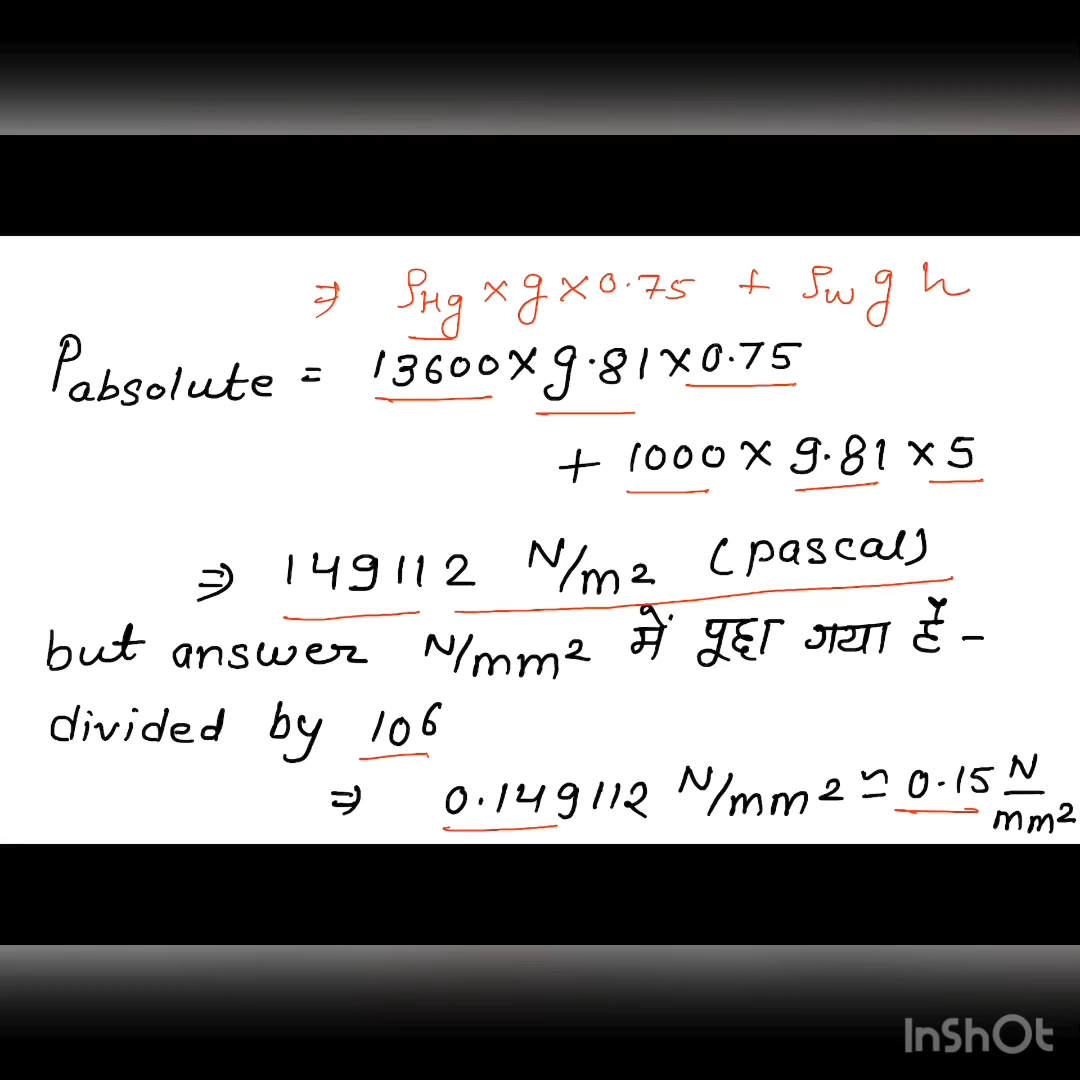 ⇒ ρHg × g × 0.75 + ρw g h
Pabsolute = 13600 × 9.81 × 0.75
+ 1000 × 9.81 × 5
⇒ 149112 N/m2 (pascal)
but answer N/mm2 में पूछा गया है -
divided by 10⁶
⇒ 0.149112 N/mm2 ≃ 0.15 N/mm2
InShOt